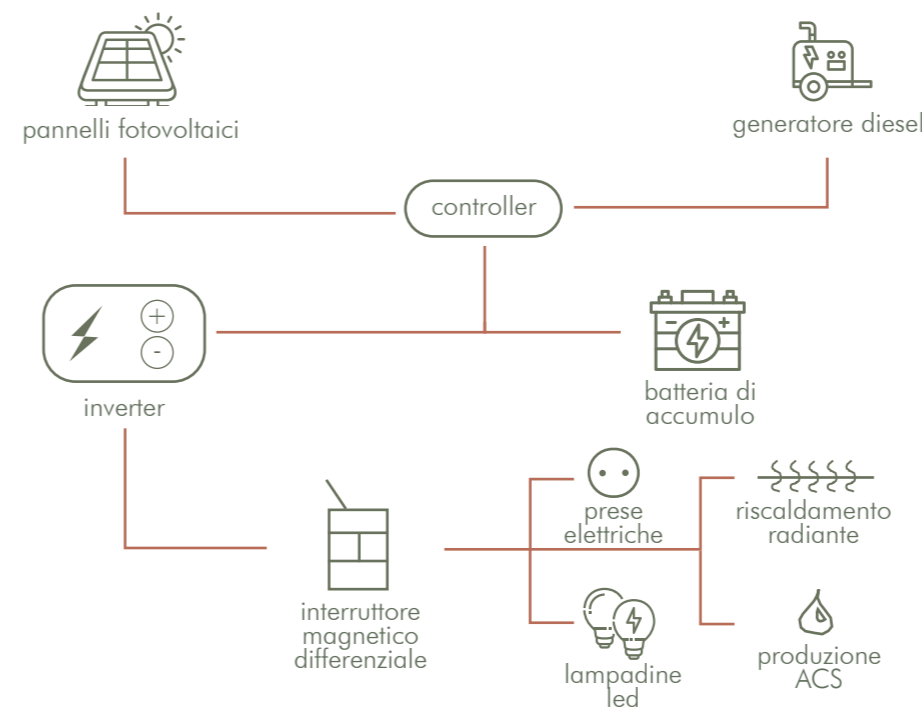 pannelli fotovoltaici
generatore diesel
controller
+
-
inverter
- +
batteria di
accumulo
prese
elettriche
riscaldamento
radiante
interruttore
magnetico
differenziale
lampadine
led
produzione
ACS